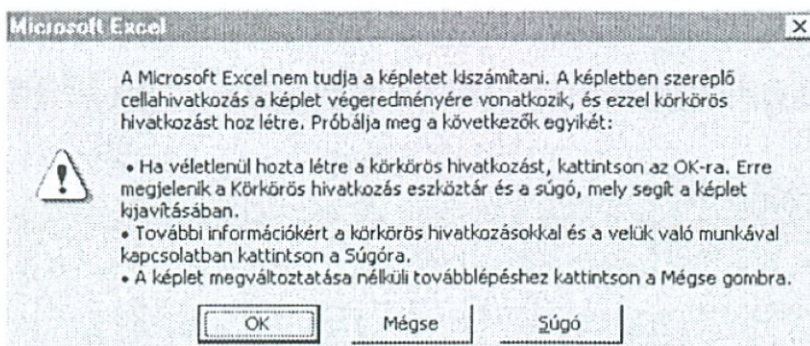 Microsoft Excel
A Microsoft Excel nem tudja a képletet kiszámítani. A képletben szereplő
cellahivatkozás a képlet végeredményére vonatkozik, és ezzel körkörös
hivatkozást hoz létre. Próbálja meg a következők egyikét:
• Ha véletlenül hozta létre a körkörös hivatkozást, kattintson az OK-ra. Erre
megjelenik a Körkörös hivatkozás eszköztár és a súgó, mely segít a képlet
kijavításában.
• További információkért a körkörös hivatkozásokkal és a velük való munkával
kapcsolatban kattintson a Súgóra.
• A képlet megváltoztatása nélküli továbblépéshez kattintson a Mégse gombra.
OK Mégse Súgó